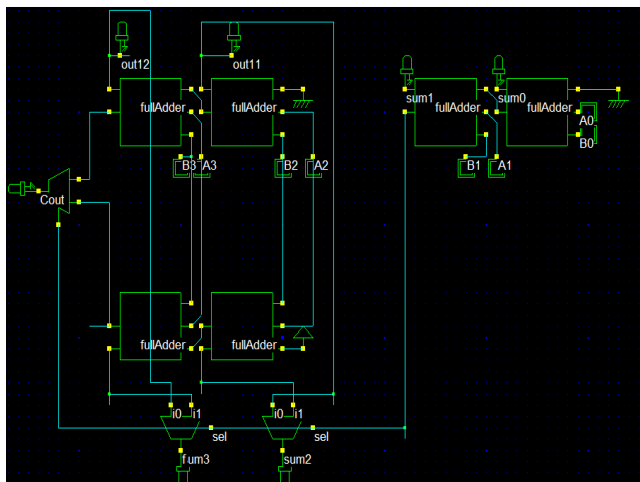 out12
out11
fullAdder
fullAdder
sum1
fullAdder
sum0
fullAdder
A0
B0
B3
A3
B2
A2
B1
A1
Cout
fullAdder
fullAdder
i0
i1
i0
i1
sel
sel
sum2